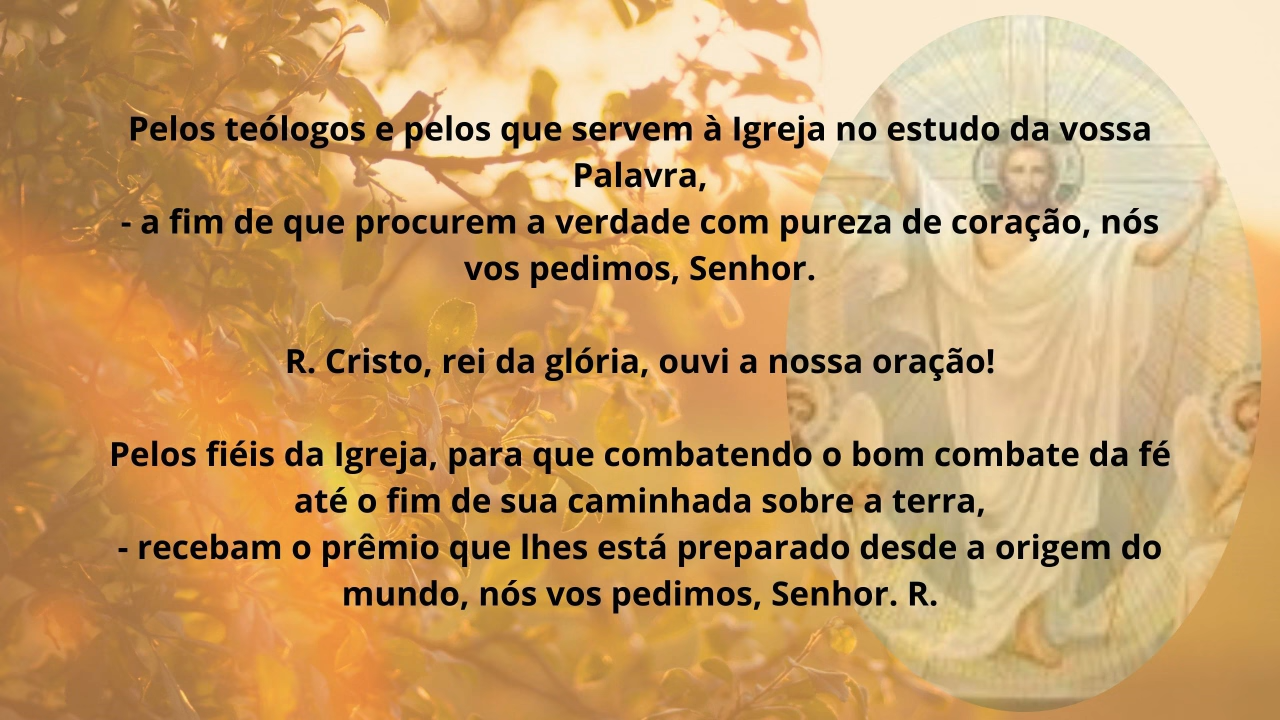 Pelos teólogos e pelos que servem à Igreja no estudo da vossa
Palavra,
- a fim de que procurem a verdade com pureza de coração, nós
vos pedimos, Senhor.
R. Cristo, rei da glória, ouvi a nossa oração!
Pelos fiéis da Igreja, para que combatendo o bom combate da fé
até o fim de sua caminhada sobre a terra,
- recebam o prêmio que lhes está preparado desde a origem do
mundo, nós vos pedimos, Senhor. R.